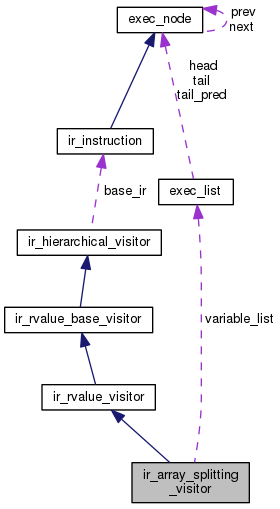 prev
next
exec_node
head
tail
tail_pred
ir_instruction
base_ir
exec_list
ir_hierarchical_visitor
ir_rvalue_base_visitor
variable_list
ir_rvalue_visitor
ir_array_splitting
_visitor